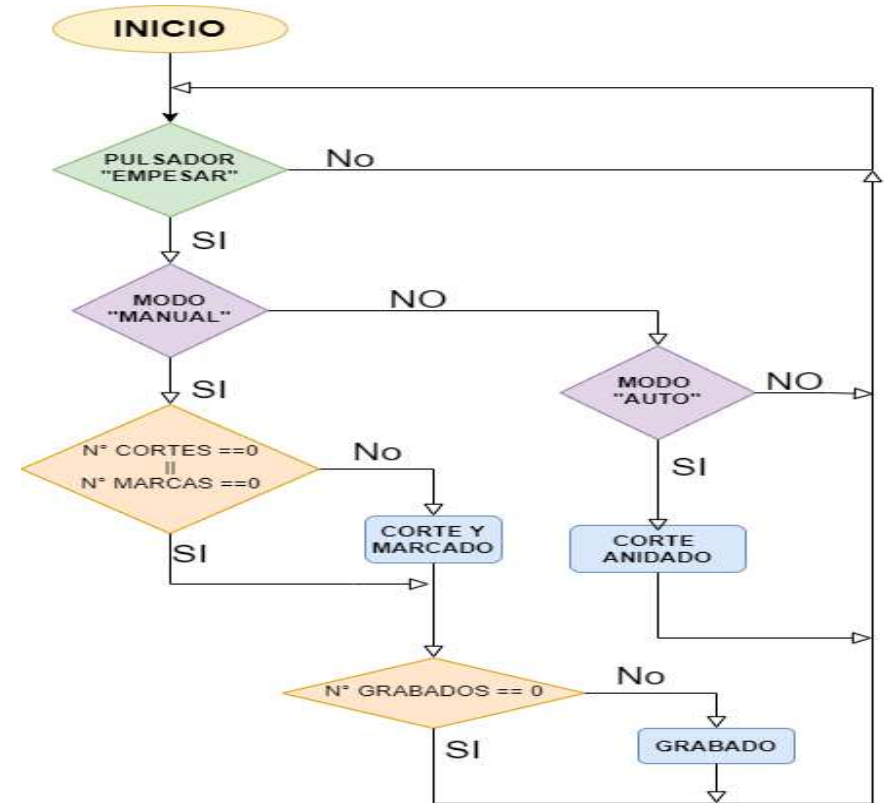 INICIO
PULSADOR
"EMPESAR"
No
SI
MODO
"MANUAL"
NO
MODO
"AUTO"
NO
SI
SI
N° CORTES ==0
||
N° MARCAS ==0
No
CORTE Y
MARCADO
CORTE
ANIDADO
SI
N° GRABADOS == 0
No
SI
GRABADO